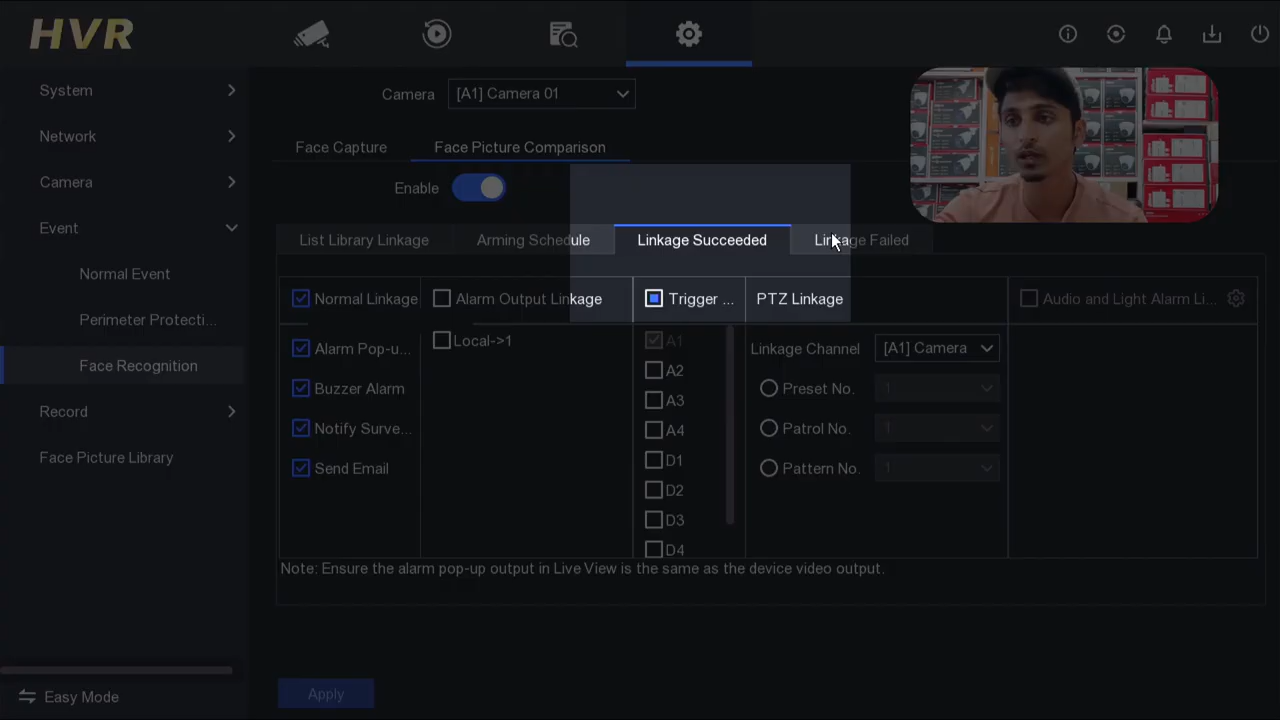 HVR
Camera [A1] Camera 01
System
Network
Camera
Event
Normal Event
Perimeter Protecti...
Face Recognition
Record
Face Picture Library
Easy Mode
Face Capture Face Picture Comparison
Enable
List Library Linkage Arming Schedule Linkage Succeeded Linkage Failed
Normal Linkage Alarm Output Linkage Trigger ... PTZ Linkage Audio and Light Alarm Li...
Alarm Pop-u...
Buzzer Alarm
Notify Surve...
Send Email
Local->1
A1
A2
A3
A4
D1
D2
D3
D4
Linkage Channel [A1] Camera
Preset No. 1
Patrol No. 1
Pattern No. 1
Note: Ensure the alarm pop-up output in Live View is the same as the device video output.
Apply